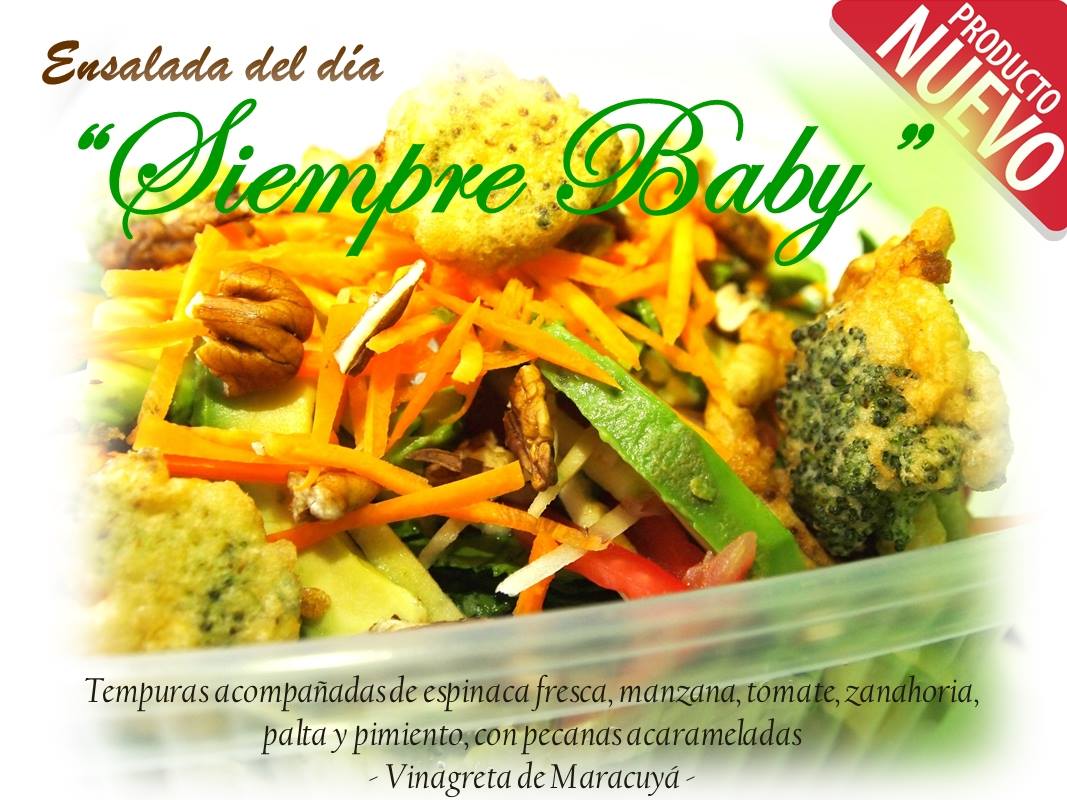 Ensalada del día
PRODUCTO
NUEVO
“Siempre Baby”
Tempuras acompañadas de espinaca fresca, manzana, tomate, zanahoria,
palta y pimiento, con pecanas acarameladas
- Vinagreta de Maracuyá -